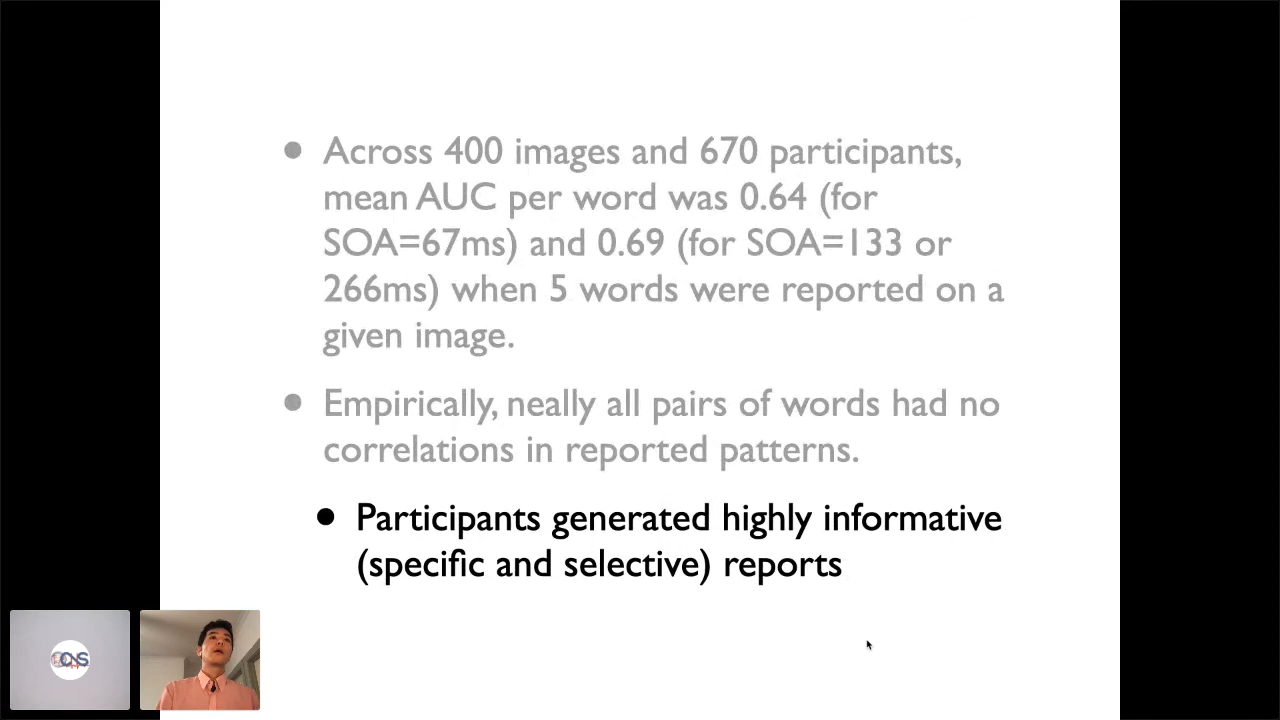 Across 400 images and 670 participants,
mean AUC per word was 0.64 (for
SOA=67ms) and 0.69 (for SOA=133 or
266ms) when 5 words were reported on a
given image.
Empirically, neally all pairs of words had no
correlations in reported patterns.
Participants generated highly informative
(specific and selective) reports